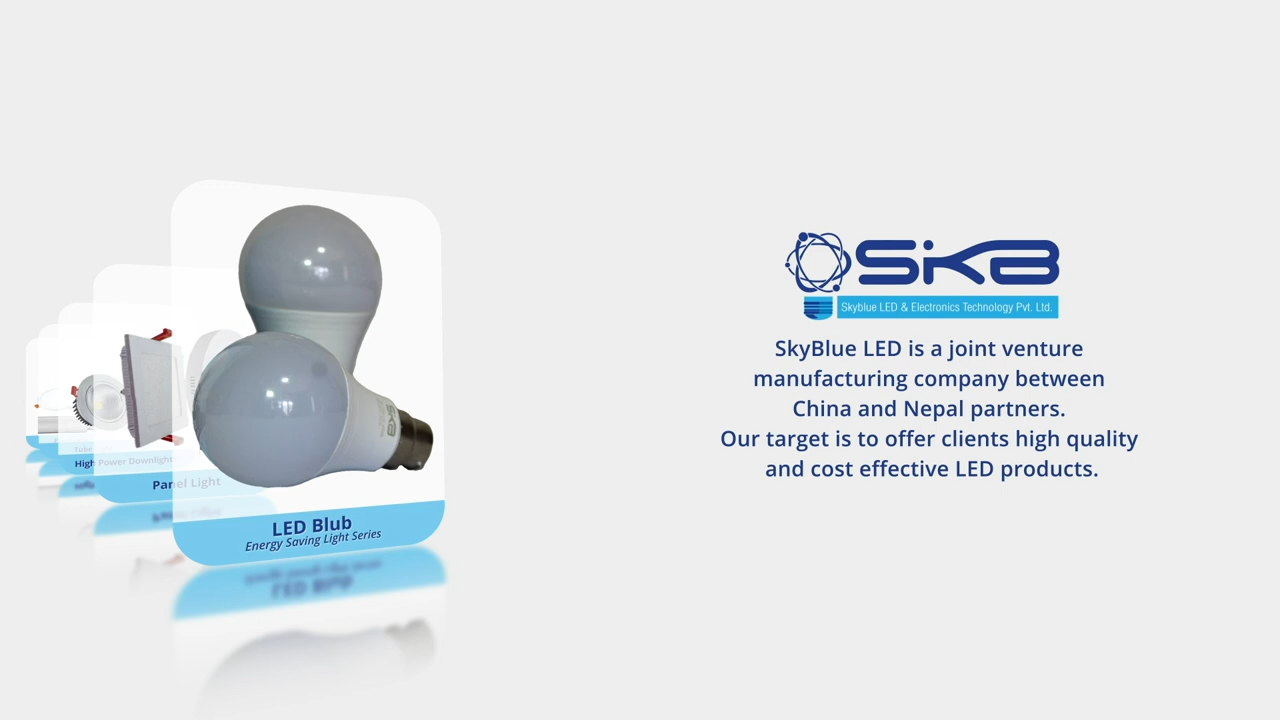 SKB
Skyblue LED & Electronics Technology Pvt. Ltd.
SkyBlue LED is a joint venture
manufacturing company between
China and Nepal partners.
Our target is to offer clients high quality
and cost effective LED products.
SKB
LED Blub
Energy Saving Light Series
Panel Light
High Power Downlight
Tube